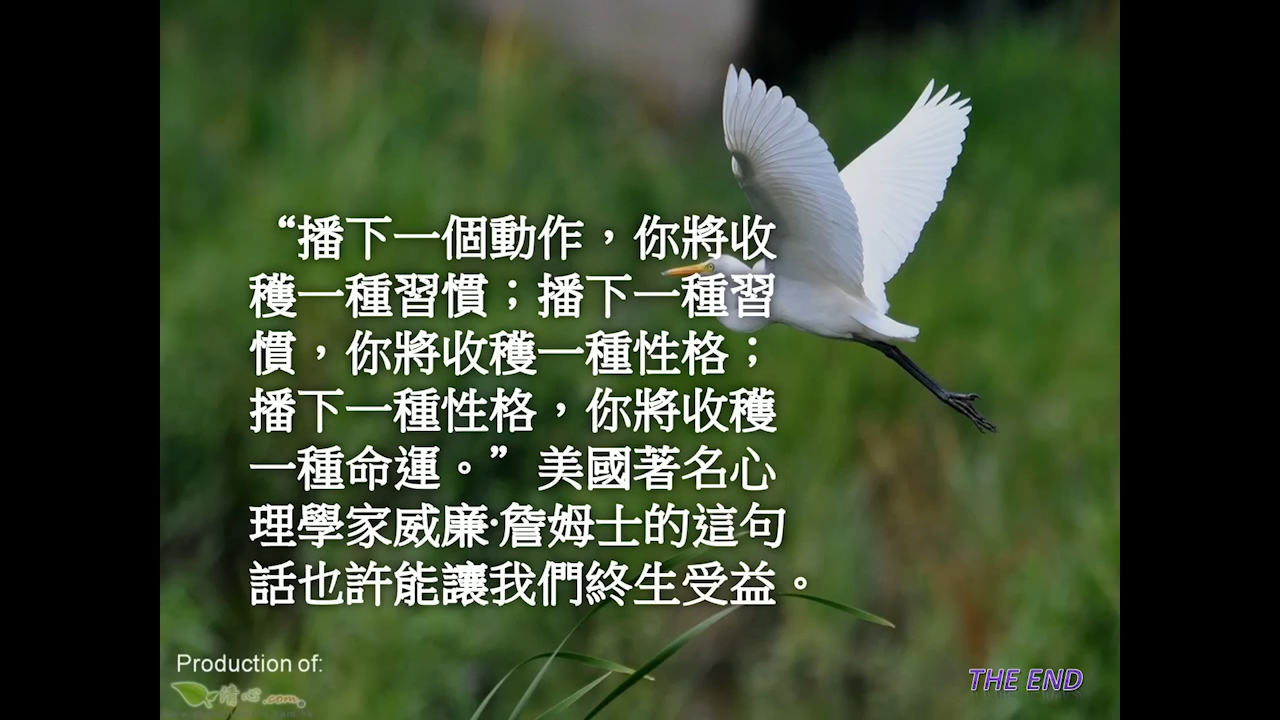 “播下一個動作，你將收
穫一種習慣；播下一種習
慣，你將收穫一種性格；
播下一種性格，你將收穫
一種命運。”美國著名心
理學家威廉·詹姆士的這句
話也許能讓我們終生受益。
Production of:
情心.com
THE END